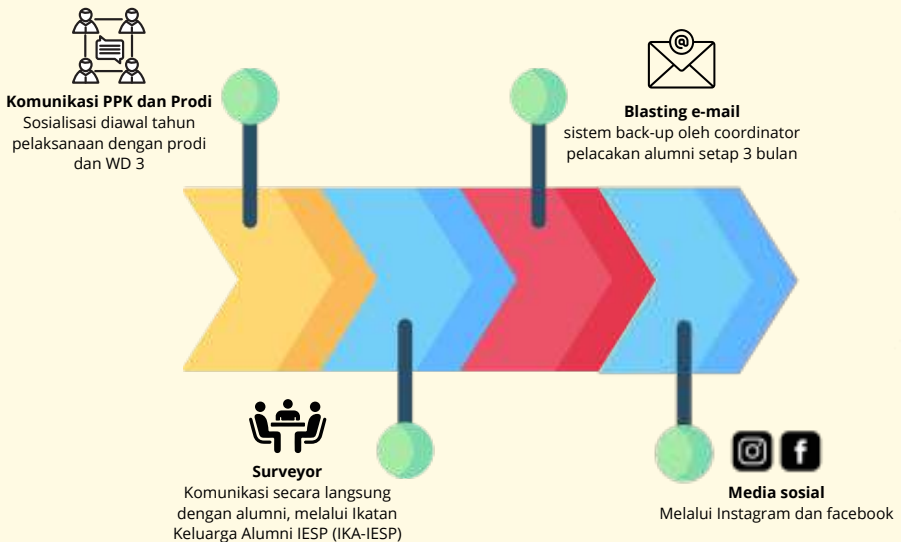 Komunikasi PPK dan Prodi
Sosialisasi diawal tahun
pelaksanaan dengan prodi
dan WD 3
Surveyor
Komunikasi secara langsung
dengan alumni, melalui Ikatan
Keluarga Alumni IESP (IKA-IESP)
Blasting e-mail
sistem back-up oleh coordinator
pelacakan alumni setap 3 bulan
Media sosial
Melalui Instagram dan facebook